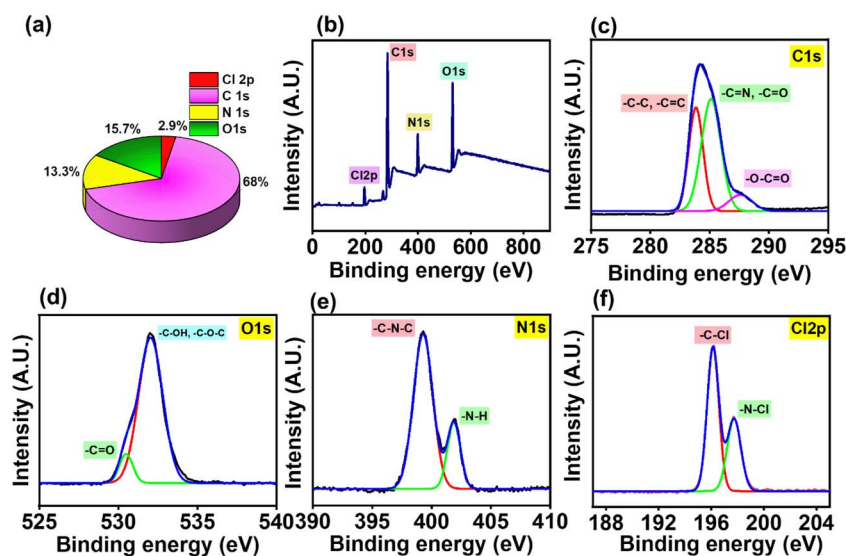 (a)
Cl 2p
C 1s
N 1s
O1s
2.9%
15.7%
13.3%
68%
(b)
C1s
O1s
N1s
Cl2p
Intensity (A.U.)
0 200 400 600 800
Binding energy (eV)
(c)
C1s
-C-C, -C=C
-C=N, -C=O
-O-C=O
Intensity (A.U.)
275 280 285 290 295
Binding energy (eV)
(d)
O1s
-C-OH, -C-O-C
-C=O
Intensity (A.U.)
525 530 535 540
Binding energy (eV)
(e)
N1s
-C-N-C
-N-H
Intensity (A.U.)
390 395 400 405 410
Binding energy (eV)
(f)
Cl2p
-C-Cl
-N-Cl
Intensity (A.U.)
188 192 196 200 204
Binding energy (eV)